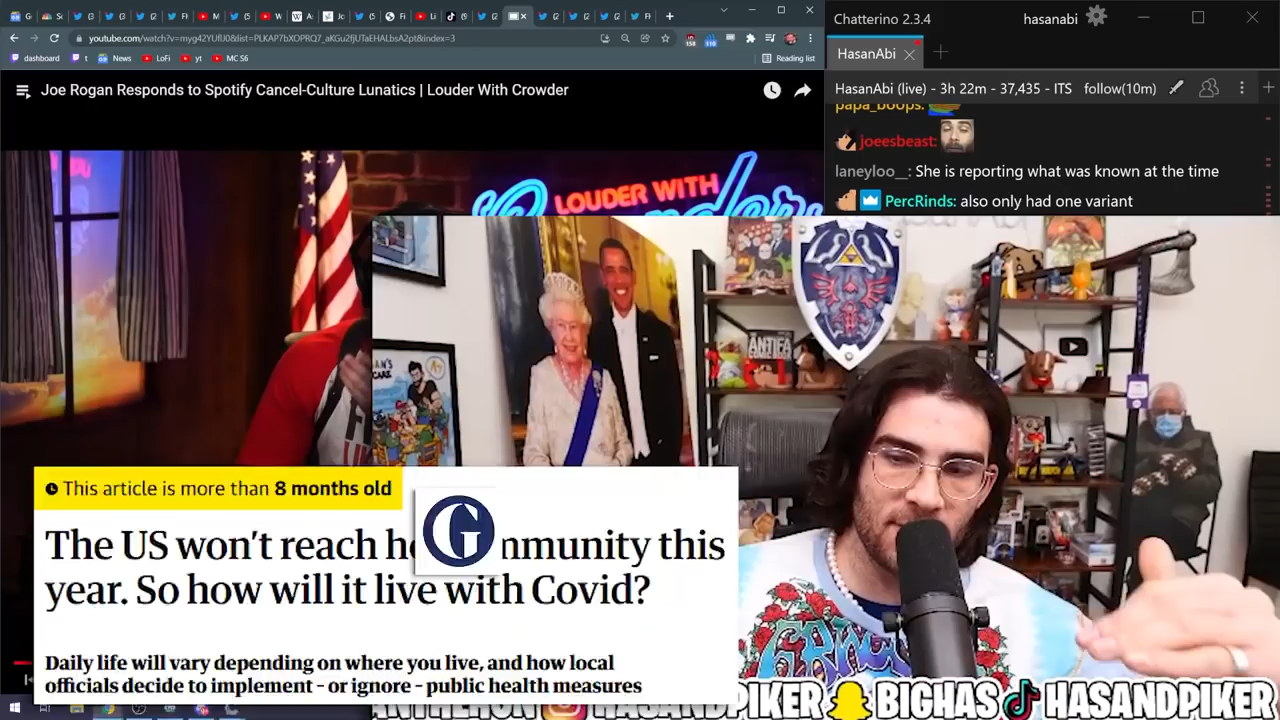 youtube.com/watch?v=myg42YUfIJ0&list=PLKAP7bXOPRQ7_aKGu2fjUTaEHALbsA2pt&index=3
dashboard
t
News
LoFi
yt
MC S6
Reading list
Joe Rogan Responds to Spotify Cancel-Culture Lunatics | Louder With Crowder
LOUDER WITH
Chatterino 2.3.4
hasanabi
HasanAbi
HasanAbi (live) - 3h 22m - 37,435 - ITS
follow(10m)
papa_boops:
joeesbeast:
laneyloo__: She is reporting what was known at the time
PercRinds: also only had one variant
ANTIFA
This article is more than 8 months old
G
The US won't reach he nmunity this
year. So how will it live with Covid?
Daily life will vary depending on where you live, and how local
officials decide to implement – or ignore – public health measures
HASANDPIKER
BIGHAS
HASANDPIKER